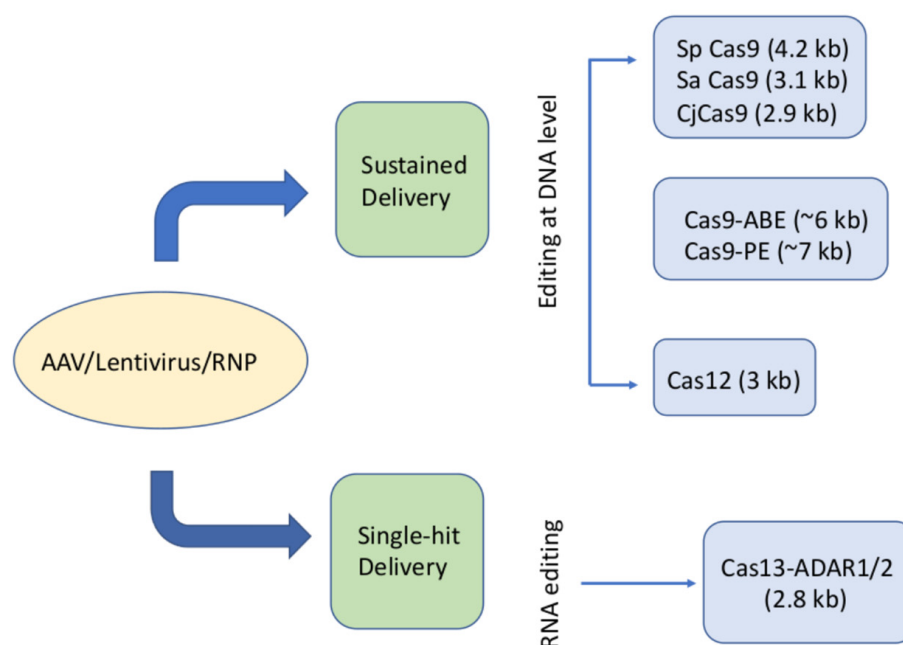 AAV/Lentivirus/RNP
Sustained
Delivery
Editing at DNA level
Sp Cas9 (4.2 kb)
Sa Cas9 (3.1 kb)
CjCas9 (2.9 kb)
Cas9-ABE (~6 kb)
Cas9-PE (~7 kb)
Cas12 (3 kb)
Single-hit
Delivery
RNA editing
Cas13-ADAR1/2
(2.8 kb)